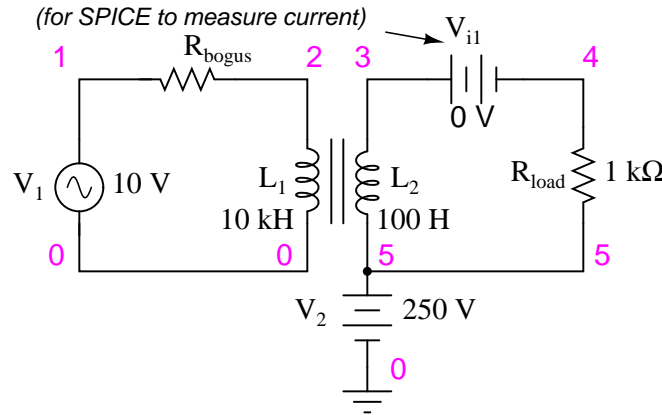 (for SPICE to measure current)
V_i1
1
R_bogus
2
3
4
0 V
V_1
10 V
L_1
10 kH
L_2
100 H
R_load
1 kΩ
0
0
5
5
V_2
250 V
0